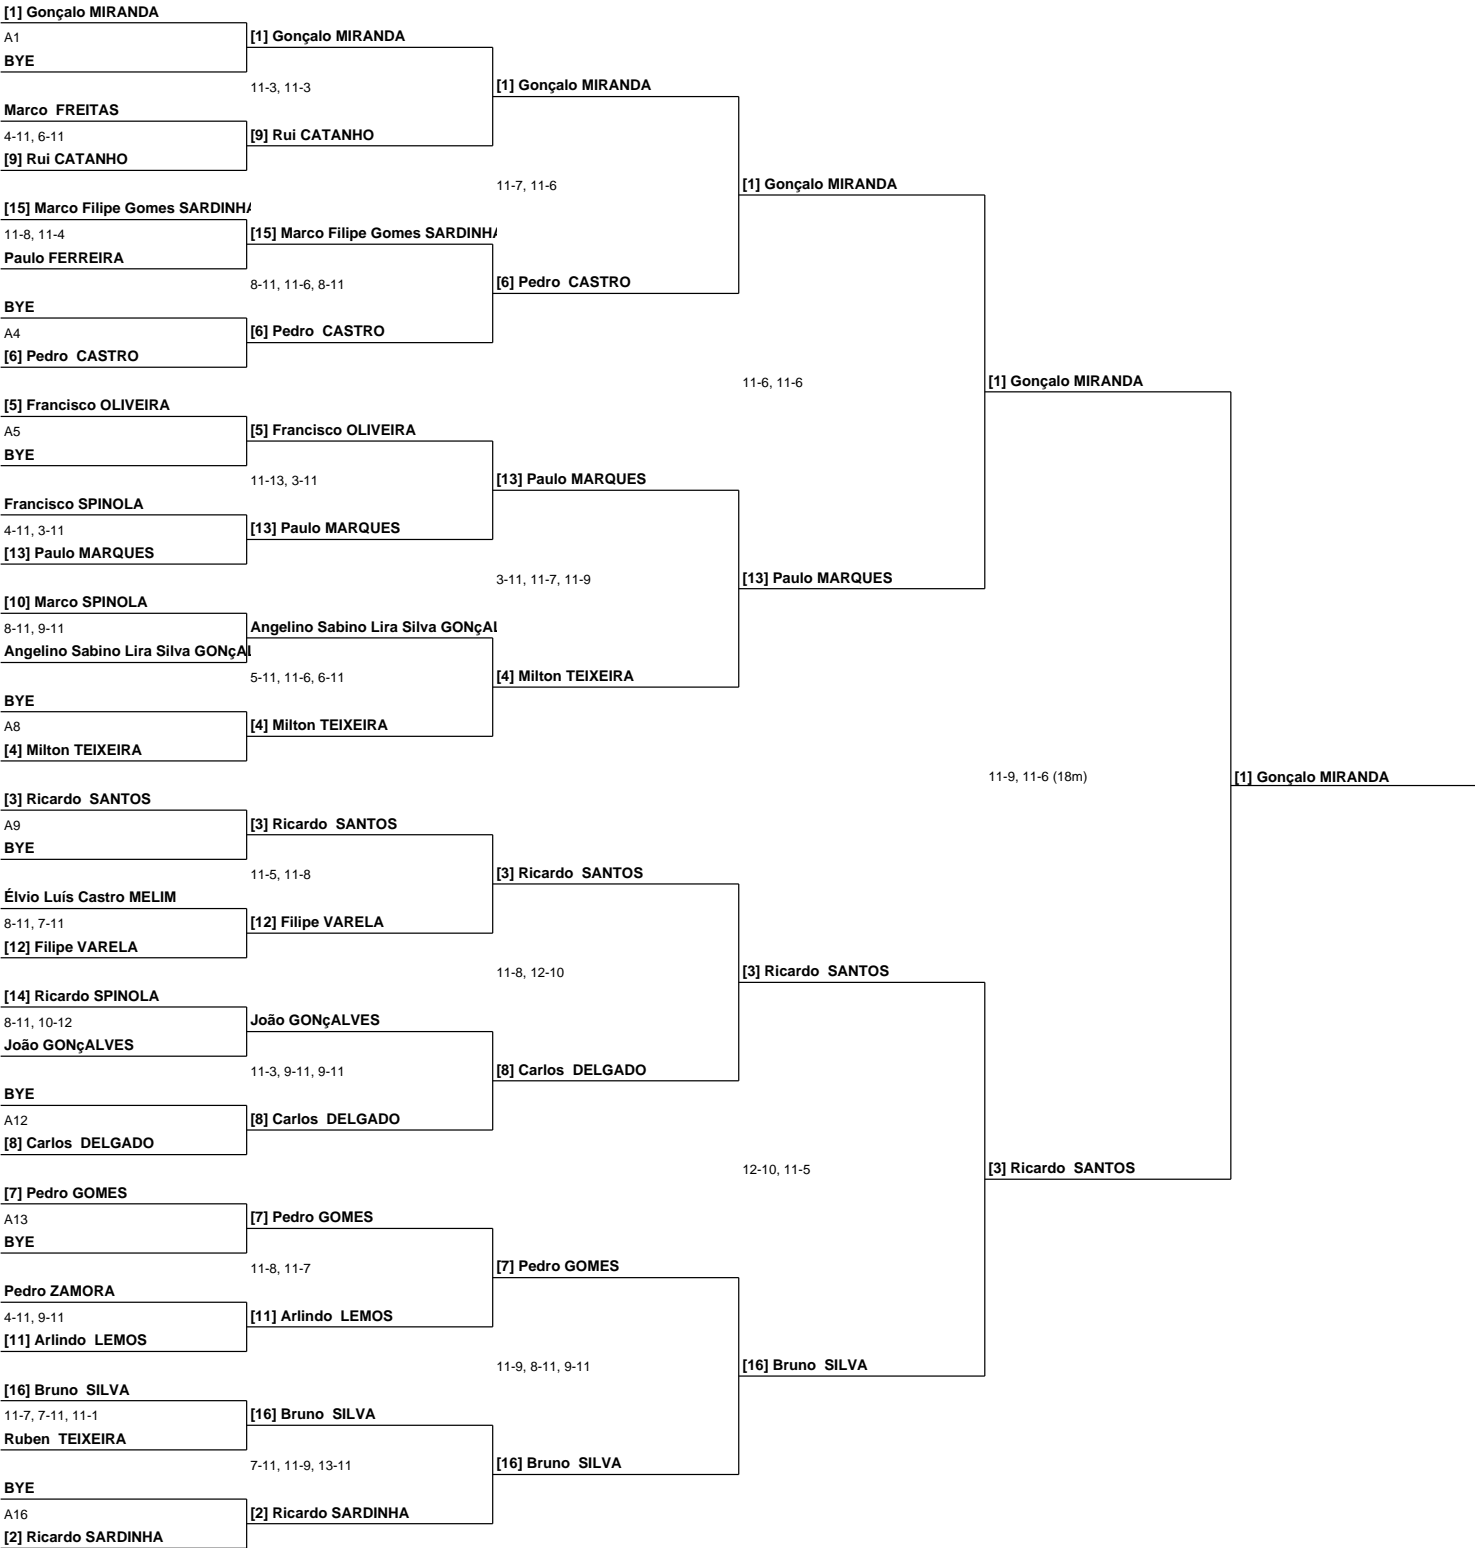 [1] Gonçalo MIRANDA
A1
BYE
Marco FREITAS
4-11, 6-11
[9] Rui CATANHO
[15] Marco Filipe Gomes SARDINHA
11-8, 11-4
Paulo FERREIRA
BYE
A4
[6] Pedro CASTRO
[5] Francisco OLIVEIRA
A5
BYE
Francisco SPINOLA
4-11, 3-11
[13] Paulo MARQUES
[10] Marco SPINOLA
8-11, 9-11
Angelino Sabino Lira Silva GONçAL
BYE
A8
[4] Milton TEIXEIRA
[3] Ricardo SANTOS
A9
BYE
Élvio Luís Castro MELIM
8-11, 7-11
[12] Filipe VARELA
[14] Ricardo SPINOLA
8-11, 10-12
João GONçALVES
BYE
A12
[8] Carlos DELGADO
[7] Pedro GOMES
A13
BYE
Pedro ZAMORA
4-11, 9-11
[11] Arlindo LEMOS
[16] Bruno SILVA
11-7, 7-11, 11-1
Ruben TEIXEIRA
BYE
A16
[2] Ricardo SARDINHA
[1] Gonçalo MIRANDA
11-3, 11-3
[9] Rui CATANHO
[15] Marco Filipe Gomes SARDINHA
8-11, 11-6, 8-11
[6] Pedro CASTRO
[5] Francisco OLIVEIRA
11-13, 3-11
[13] Paulo MARQUES
Angelino Sabino Lira Silva GONçAL
5-11, 11-6, 6-11
[4] Milton TEIXEIRA
[3] Ricardo SANTOS
11-5, 11-8
[12] Filipe VARELA
João GONçALVES
11-3, 9-11, 9-11
[8] Carlos DELGADO
[7] Pedro GOMES
11-8, 11-7
[11] Arlindo LEMOS
[16] Bruno SILVA
7-11, 11-9, 13-11
[2] Ricardo SARDINHA
[1] Gonçalo MIRANDA
11-7, 11-6
[6] Pedro CASTRO
[13] Paulo MARQUES
3-11, 11-7, 11-9
[4] Milton TEIXEIRA
[3] Ricardo SANTOS
11-8, 12-10
[8] Carlos DELGADO
[7] Pedro GOMES
11-9, 8-11, 9-11
[16] Bruno SILVA
[1] Gonçalo MIRANDA
11-6, 11-6
[13] Paulo MARQUES
[3] Ricardo SANTOS
12-10, 11-5
[16] Bruno SILVA
[1] Gonçalo MIRANDA
11-9, 11-6 (18m)
[3] Ricardo SANTOS
[1] Gonçalo MIRANDA